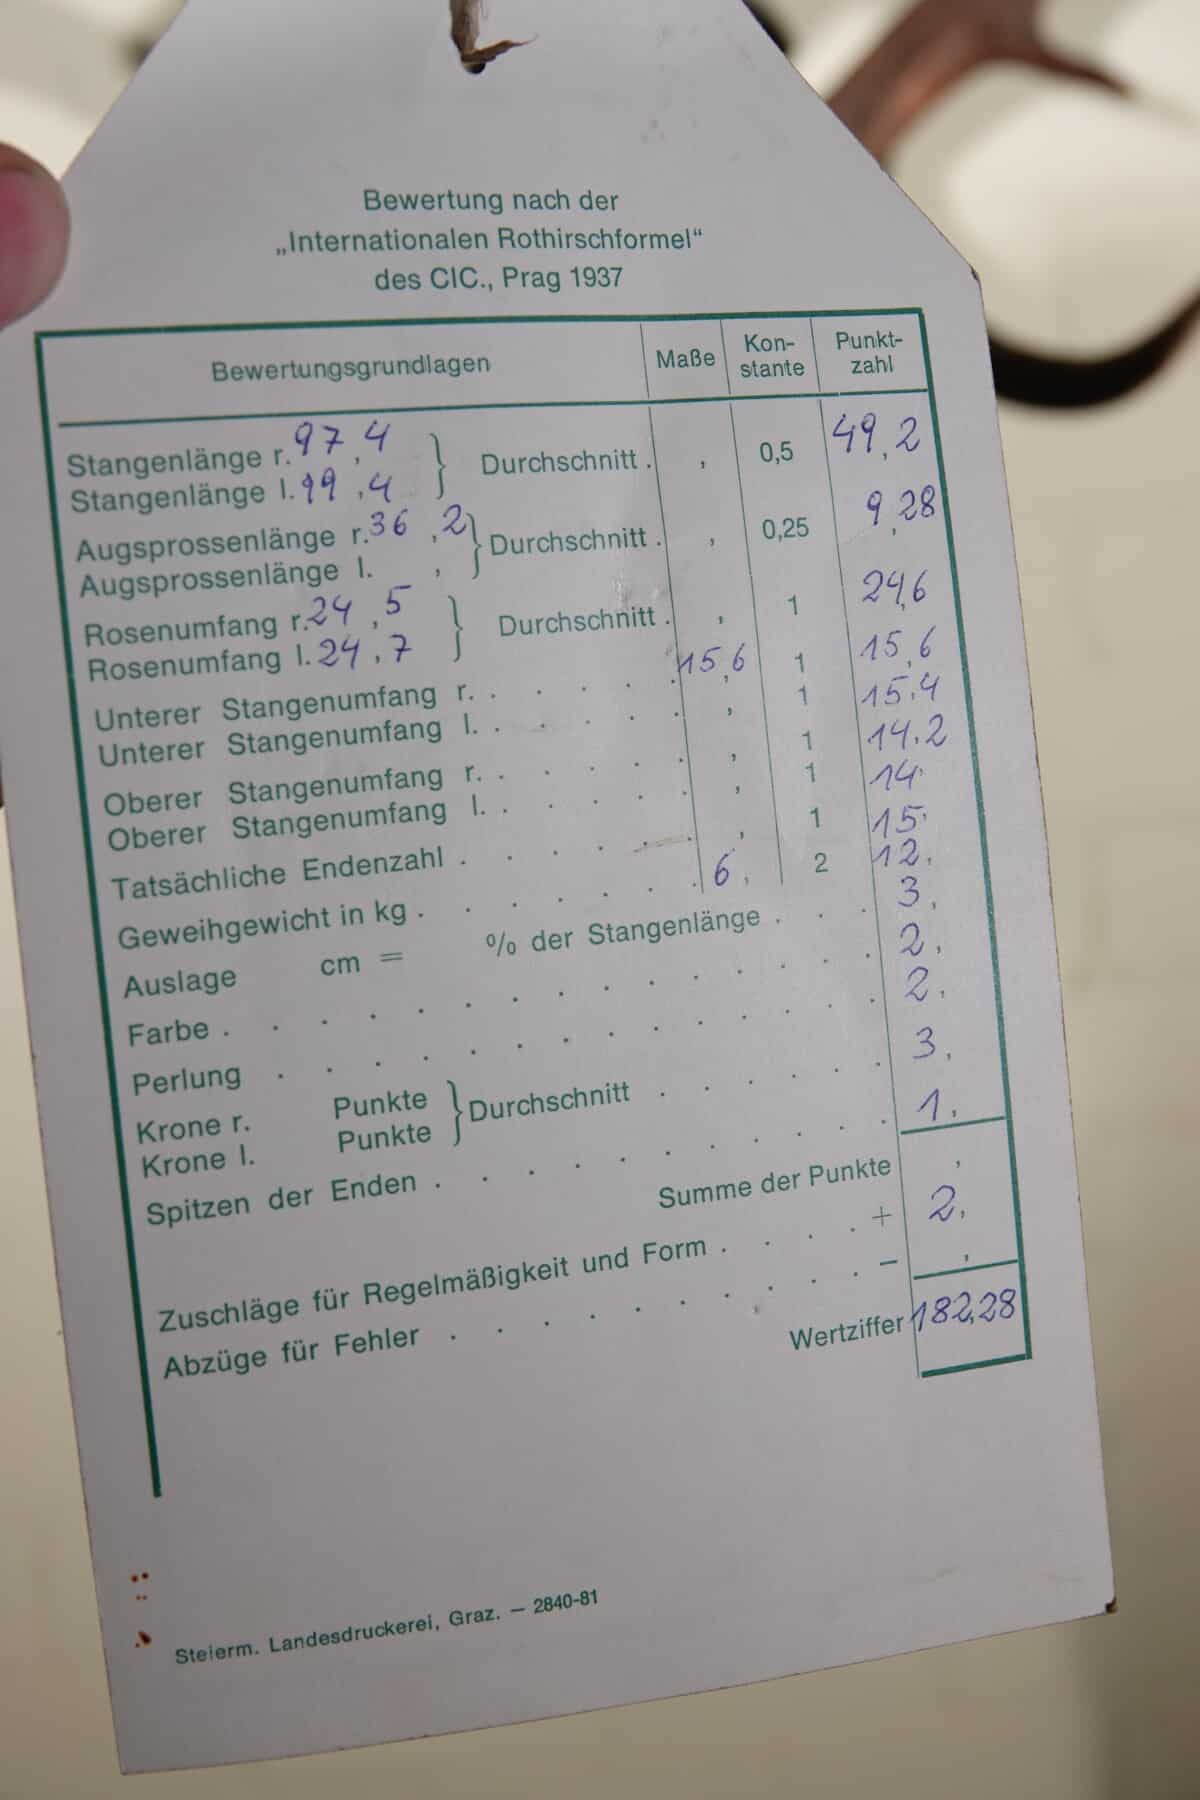 Bewertung nach der
„Internationalen Rothirschformel“
des CIC., Prag 1937
Bewertungsgrundlagen Maße Kon-stante Punkt-zahl
Stangenlänge r. 97,4 } Durchschnitt . , 0,5 49,2
Stangenlänge l. 99,4
Augsprossenlänge r. 36,2 } Durchschnitt . , 0,25 9,28
Augsprossenlänge l. ,
Rosenumfang r. 24,5 } Durchschnitt . , 1 24,6
Rosenumfang l. 24,7
Unterer Stangenumfang r. . . . . . 15,6 1 15,6
Unterer Stangenumfang l. . . . . . , 1 15,4
Oberer Stangenumfang r. . . . . . , 1 14,2
Oberer Stangenumfang l. . . . . . , 1 14,
Tatsächliche Endenzahl . . . . . . , 1 15,
Geweihgewicht in kg . . . . . . . 6, 2 12,
Auslage cm = % der Stangenlänge . . . 3,
Farbe . . . . . . . . . . . . . . . 2,
Perlung . . . . . . . . . . . . . . 2,
Krone r. Punkte } Durchschnitt . . . . . . 3,
Krone l. Punkte
Spitzen der Enden . . . . . . . . . . . 1,
Summe der Punkte ,
Zuschläge für Regelmäßigkeit und Form . . . . + 2,
Abzüge für Fehler . . . . . . . . . . – ,
Wertziffer 182,28
Steierm. Landesdruckerei, Graz. — 2840-81